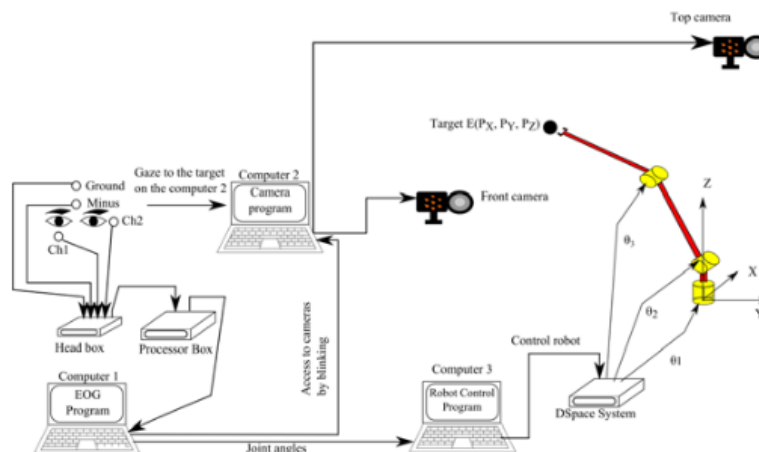 Top camera
Target E(PX, PY, PZ)
Ground
Minus
Ch2
Ch1
Gaze to the target
on the computer 2
Computer 2
Camera
program
Front camera
Z
X
Y
θ3
θ2
θ1
Head box
Processor Box
Access to cameras
by blinking
Computer 1
EOG
Program
Joint angles
Computer 3
Robot Control
Program
Control robot
DSpace System